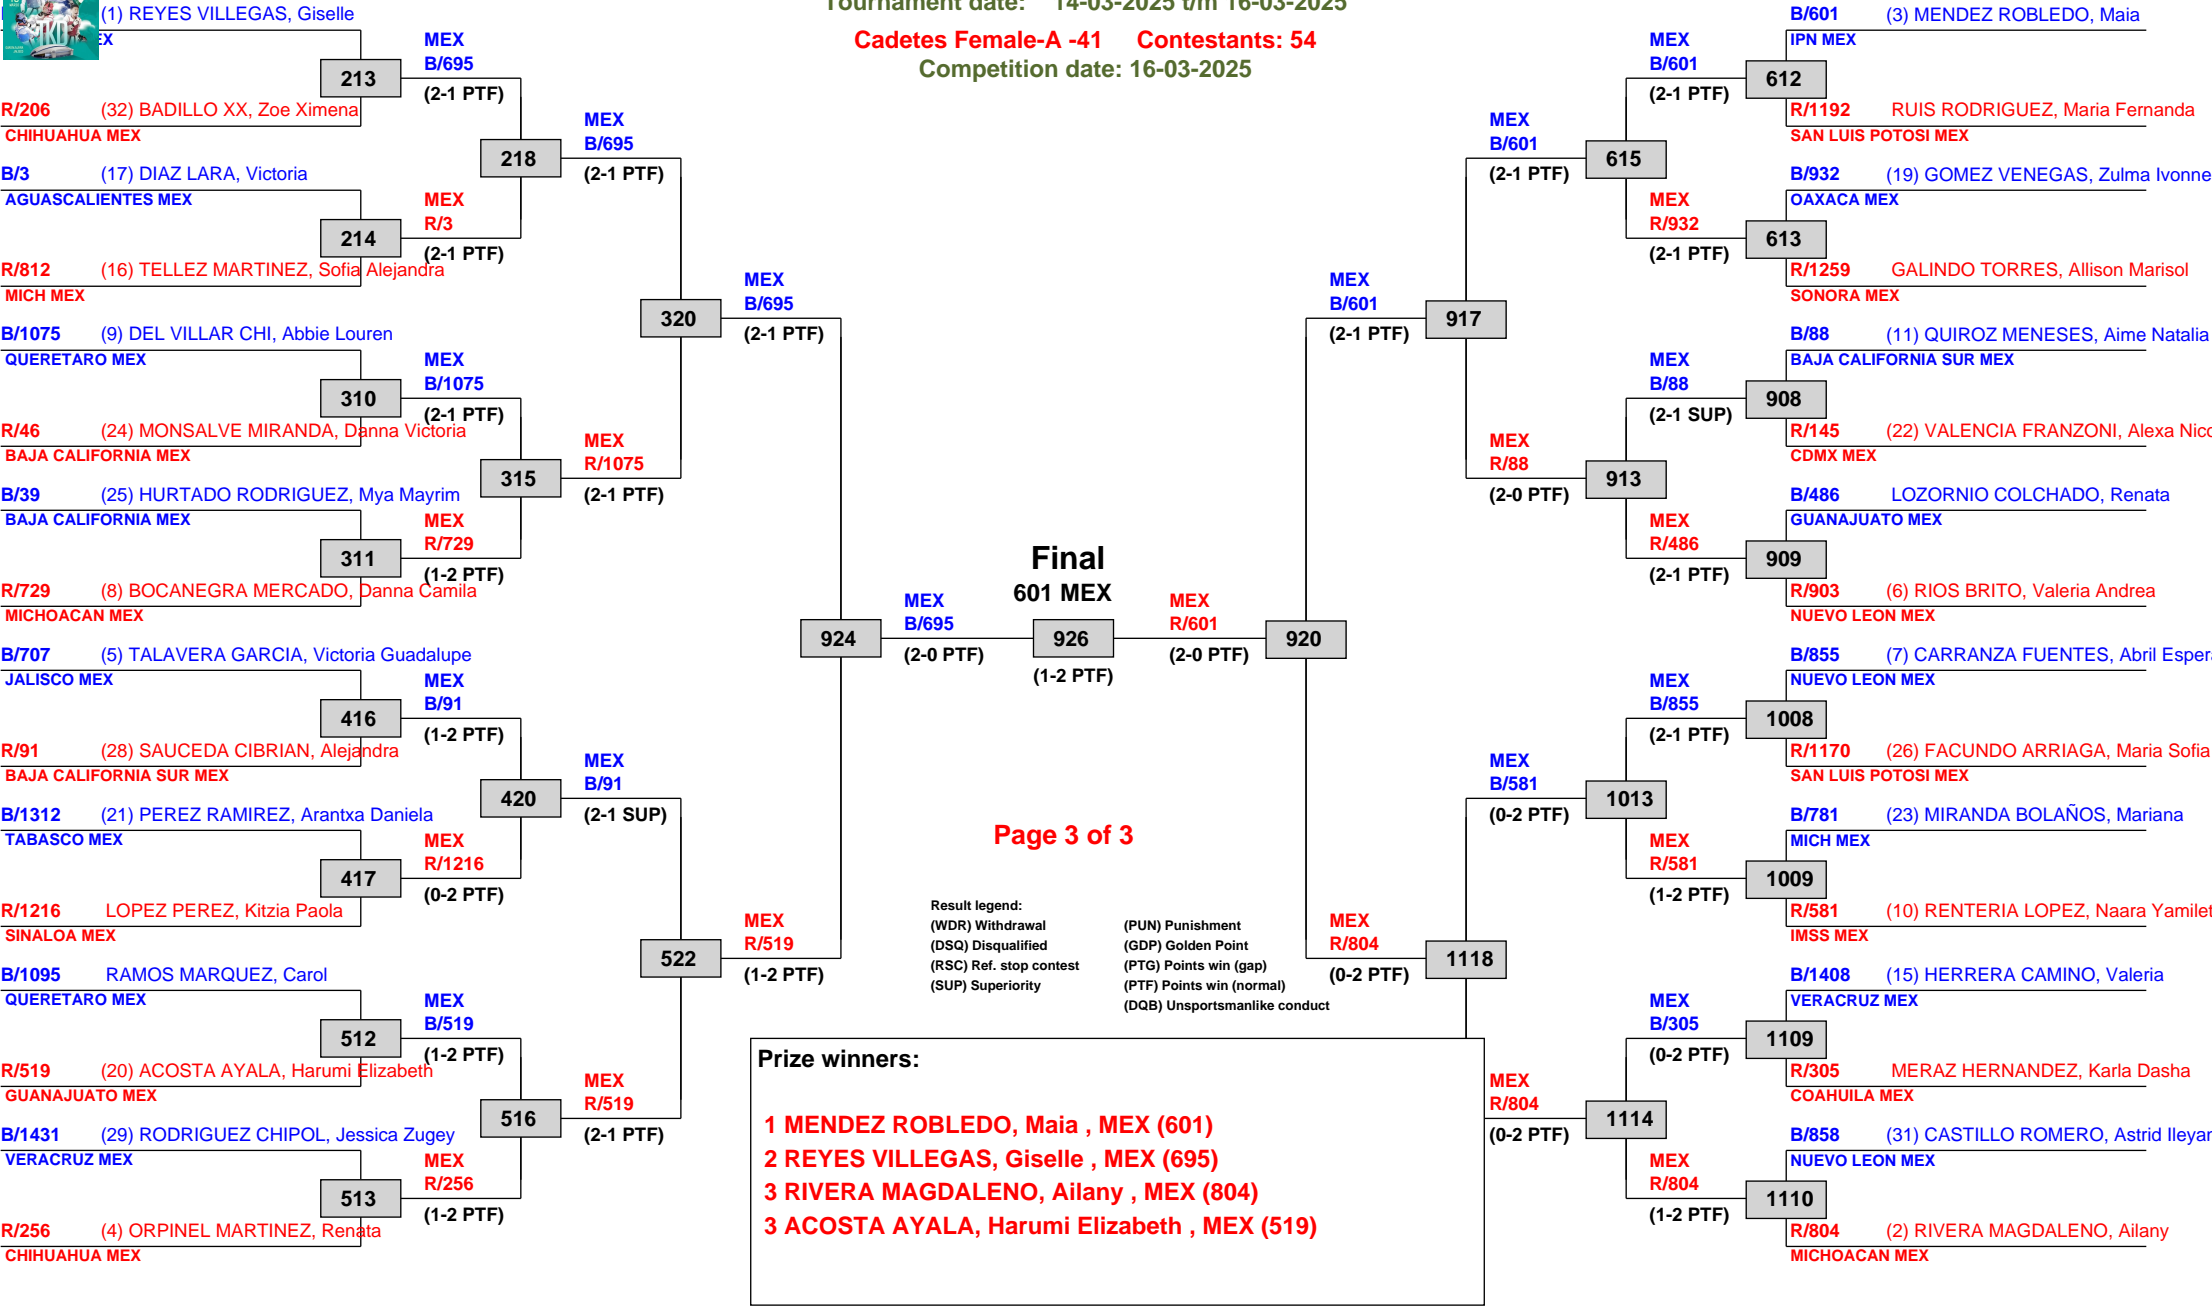 Tournament date: 14-03-2025 t/m 16-03-2025
Cadetes Female-A -41 Contestants: 54
Competition date: 16-03-2025
(1) REYES VILLEGAS, Giselle
EX
TKD
213
R/206 (32) BADILLO XX, Zoe Ximena
CHIHUAHUA MEX
B/3 (17) DIAZ LARA, Victoria
AGUASCALIENTES MEX
214
R/812 (16) TELLEZ MARTINEZ, Sofia Alejandra
MICH MEX
B/1075 (9) DEL VILLAR CHI, Abbie Louren
QUERETARO MEX
310
R/46 (24) MONSALVE MIRANDA, Danna Victoria
BAJA CALIFORNIA MEX
B/39 (25) HURTADO RODRIGUEZ, Mya Mayrim
BAJA CALIFORNIA MEX
311
R/729 (8) BOCANEGRA MERCADO, Danna Camila
MICHOACAN MEX
B/707 (5) TALAVERA GARCIA, Victoria Guadalupe
JALISCO MEX
416
R/91 (28) SAUCEDA CIBRIAN, Alejandra
BAJA CALIFORNIA SUR MEX
B/1312 (21) PEREZ RAMIREZ, Arantxa Daniela
TABASCO MEX
417
R/1216 LOPEZ PEREZ, Kitzia Paola
SINALOA MEX
B/1095 RAMOS MARQUEZ, Carol
QUERETARO MEX
512
R/519 (20) ACOSTA AYALA, Harumi Elizabeth
GUANAJUATO MEX
B/1431 (29) RODRIGUEZ CHIPOL, Jessica Zugey
VERACRUZ MEX
513
R/256 (4) ORPINEL MARTINEZ, Renata
CHIHUAHUA MEX
MEX
B/695
(2-1 PTF)
218
MEX
R/3
(2-1 PTF)
MEX
B/1075
(2-1 PTF)
315
MEX
R/729
(1-2 PTF)
MEX
B/91
(1-2 PTF)
420
MEX
R/1216
(0-2 PTF)
MEX
B/519
(1-2 PTF)
516
MEX
R/256
(1-2 PTF)
MEX
B/695
(2-1 PTF)
320
MEX
R/1075
(2-1 PTF)
MEX
B/91
(2-1 SUP)
522
MEX
R/519
(2-1 PTF)
MEX
B/695
(2-1 PTF)
924
MEX
R/519
(1-2 PTF)
MEX
B/695
(2-0 PTF)
Final
601 MEX
926
(1-2 PTF)
MEX
R/601
(2-0 PTF)
920
MEX
B/601
(2-1 PTF)
917
MEX
R/804
(0-2 PTF)
1118
MEX
B/601
(2-1 PTF)
615
MEX
R/88
(2-0 PTF)
913
MEX
B/581
(0-2 PTF)
1013
MEX
R/804
(0-2 PTF)
1114
MEX
B/601
(2-1 PTF)
612
MEX
R/932
(2-1 PTF)
613
MEX
B/88
(2-1 SUP)
908
MEX
R/486
(2-1 PTF)
909
MEX
B/855
(2-1 PTF)
1008
MEX
R/581
(1-2 PTF)
1009
MEX
B/305
(0-2 PTF)
1109
MEX
R/804
(1-2 PTF)
1110
B/601 (3) MENDEZ ROBLEDO, Maia
IPN MEX
R/1192 RUIS RODRIGUEZ, Maria Fernanda
SAN LUIS POTOSI MEX
B/932 (19) GOMEZ VENEGAS, Zulma Ivonne
OAXACA MEX
R/1259 GALINDO TORRES, Allison Marisol
SONORA MEX
B/88 (11) QUIROZ MENESES, Aime Natalia
BAJA CALIFORNIA SUR MEX
R/145 (22) VALENCIA FRANZONI, Alexa Nico
CDMX MEX
B/486 LOZORNIO COLCHADO, Renata
GUANAJUATO MEX
R/903 (6) RIOS BRITO, Valeria Andrea
NUEVO LEON MEX
B/855 (7) CARRANZA FUENTES, Abril Esper
NUEVO LEON MEX
R/1170 (26) FACUNDO ARRIAGA, Maria Sofia
SAN LUIS POTOSI MEX
B/781 (23) MIRANDA BOLAÑOS, Mariana
MICH MEX
R/581 (10) RENTERIA LOPEZ, Naara Yamilet
IMSS MEX
B/1408 (15) HERRERA CAMINO, Valeria
VERACRUZ MEX
R/305 MERAZ HERNANDEZ, Karla Dasha
COAHUILA MEX
B/858 (31) CASTILLO ROMERO, Astrid Ileyar
NUEVO LEON MEX
R/804 (2) RIVERA MAGDALENO, Ailany
MICHOACAN MEX
Page 3 of 3
Result legend:
(WDR) Withdrawal (PUN) Punishment
(DSQ) Disqualified (GDP) Golden Point
(RSC) Ref. stop contest (PTG) Points win (gap)
(SUP) Superiority (PTF) Points win (normal)
(DQB) Unsportsmanlike conduct
Prize winners:
1 MENDEZ ROBLEDO, Maia , MEX (601)
2 REYES VILLEGAS, Giselle , MEX (695)
3 RIVERA MAGDALENO, Ailany , MEX (804)
3 ACOSTA AYALA, Harumi Elizabeth , MEX (519)